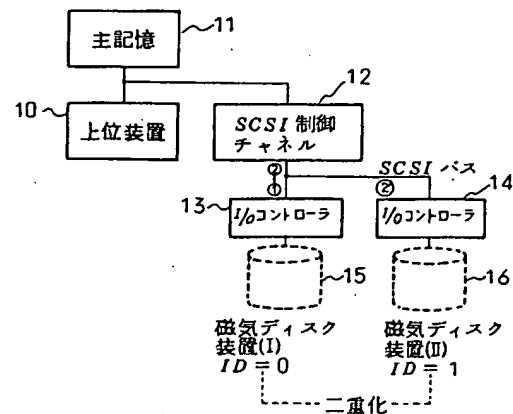 主記憶
11
10
上位装置
12
SCSI 制御
チャネル
②
①
SCSI バス
②
13
I/Oコントローラ
14
I/Oコントローラ
15
16
磁気ディスク
装置(I)
ID = 0
磁気ディスク
装置(II)
ID = 1
二重化